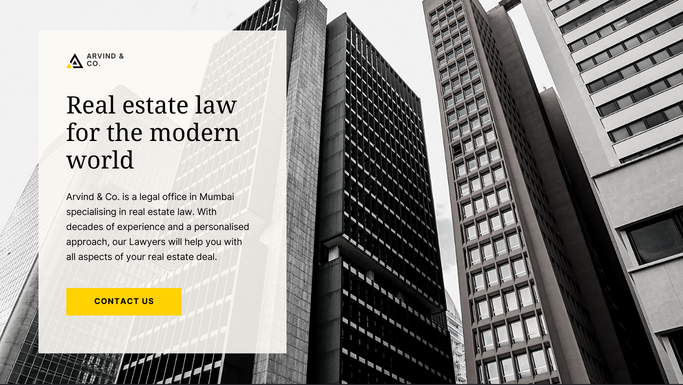 ARVIND &
CO.
Real estate law
for the modern
world
Arvind & Co. is a legal office in Mumbai
specialising in real estate law. With
decades of experience and a personalised
approach, our Lawyers will help you with
all aspects of your real estate deal.
CONTACT US